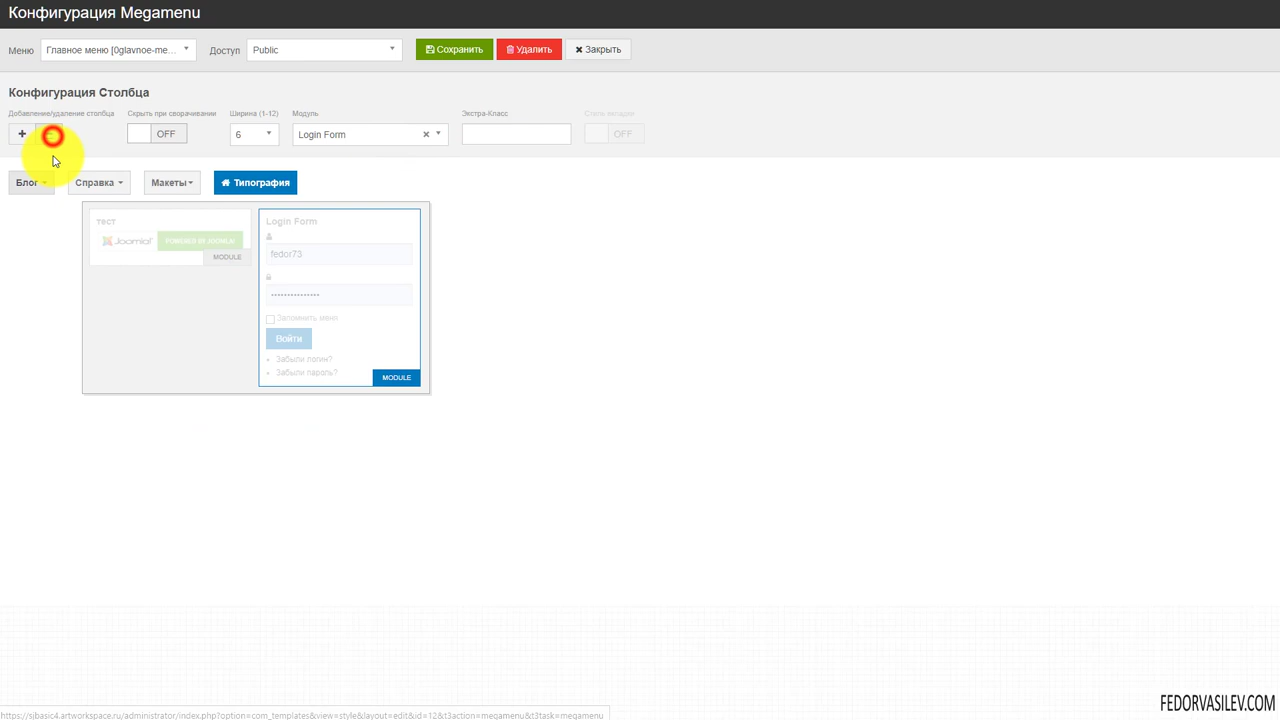 Конфигурация Megamenu
Меню Главное меню [0glavnoe-me... Доступ Public Сохранить Удалить Закрыть
Конфигурация Столбца
Добавление/удаление столбца Скрыть при сворачивании Ширина (1-12) Модуль Экстра-Класс Стиль вкладки
OFF 6 Login Form OFF
Блог Справка Макеты Типография
тест Login Form
Joomla! POWERED BY JOOMLA!
fedor73
MODULE
Запомнить меня
Войти
Забыли логин?
Забыли пароль?
MODULE
FEDORVASILEV.COM
https://sjbasic4.artworkspace.ru/administrator/index.php?option=com_templates&view=style&layout=edit&id=12&t3action=megamenu&t3task=megamenu